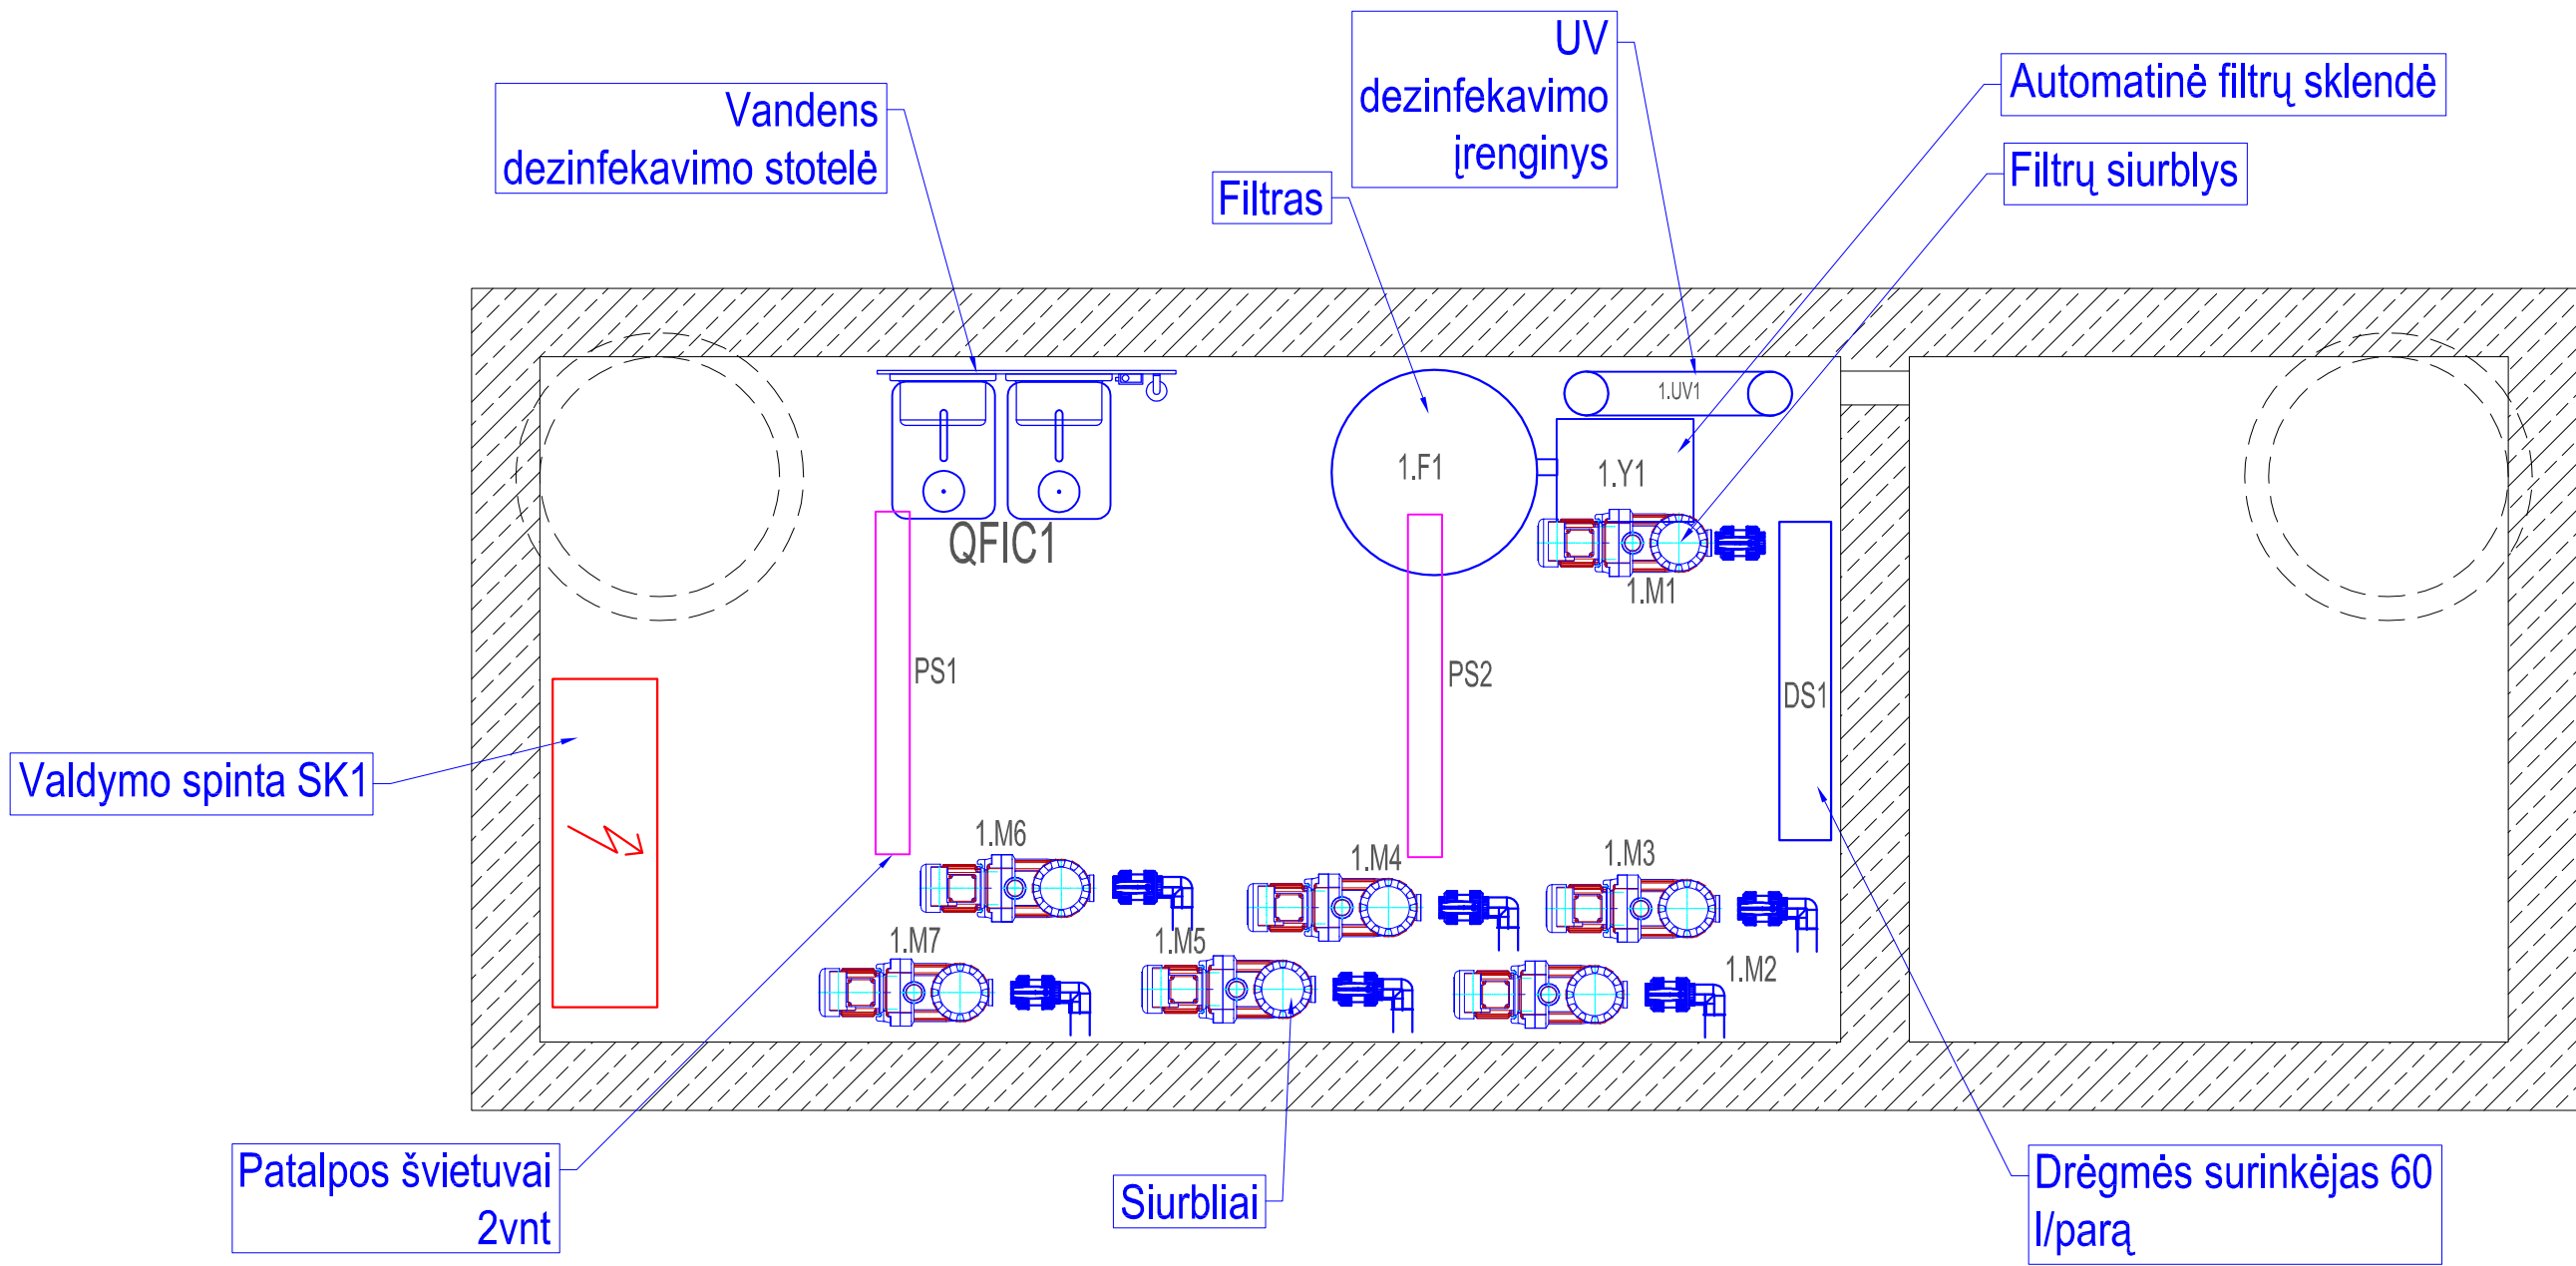 UV
dezinfekavimo
įrenginys
Automatinė filtrų sklendė
Vandens
dezinfekavimo stotelė
Filtrų siurblys
Filtras
1.UV1
1.F1
1.Y1
QFIC1
1.M1
PS1
PS2
DS1
Valdymo spinta SK1
1.M6
1.M4
1.M3
1.M7
1.M5
1.M2
Patalpos švietuvai
2vnt
Siurbliai
Drėgmės surinkėjas 60
l/parą